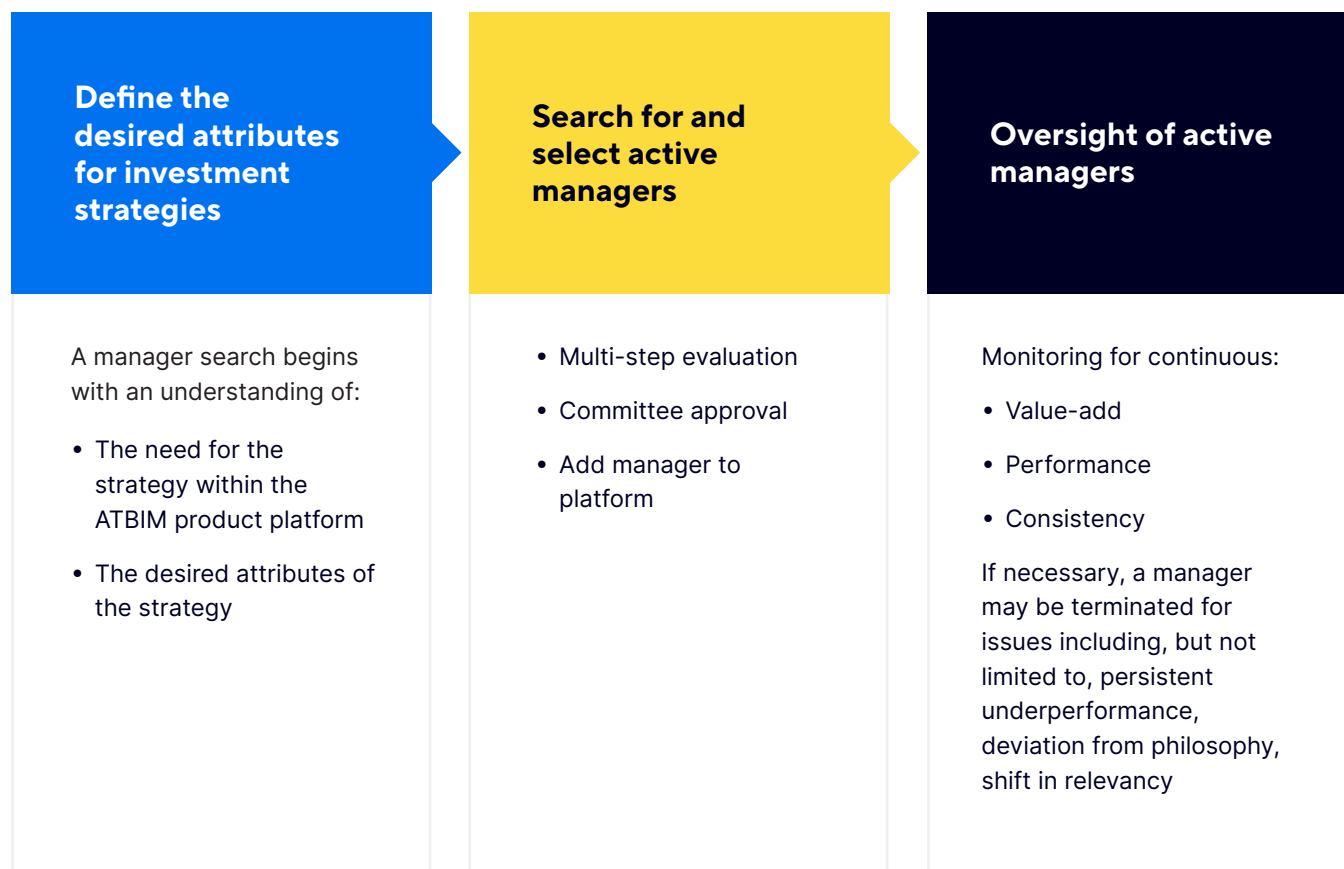 Define the
desired attributes
for investment
strategies
A manager search begins
with an understanding of:
• The need for the
strategy within the
ATBIM product platform
• The desired attributes of
the strategy
Search for and
select active
managers
• Multi-step evaluation
• Committee approval
• Add manager to
platform
Oversight of active
managers
Monitoring for continuous:
• Value-add
• Performance
• Consistency
If necessary, a manager
may be terminated for
issues including, but not
limited to, persistent
underperformance,
deviation from philosophy,
shift in relevancy